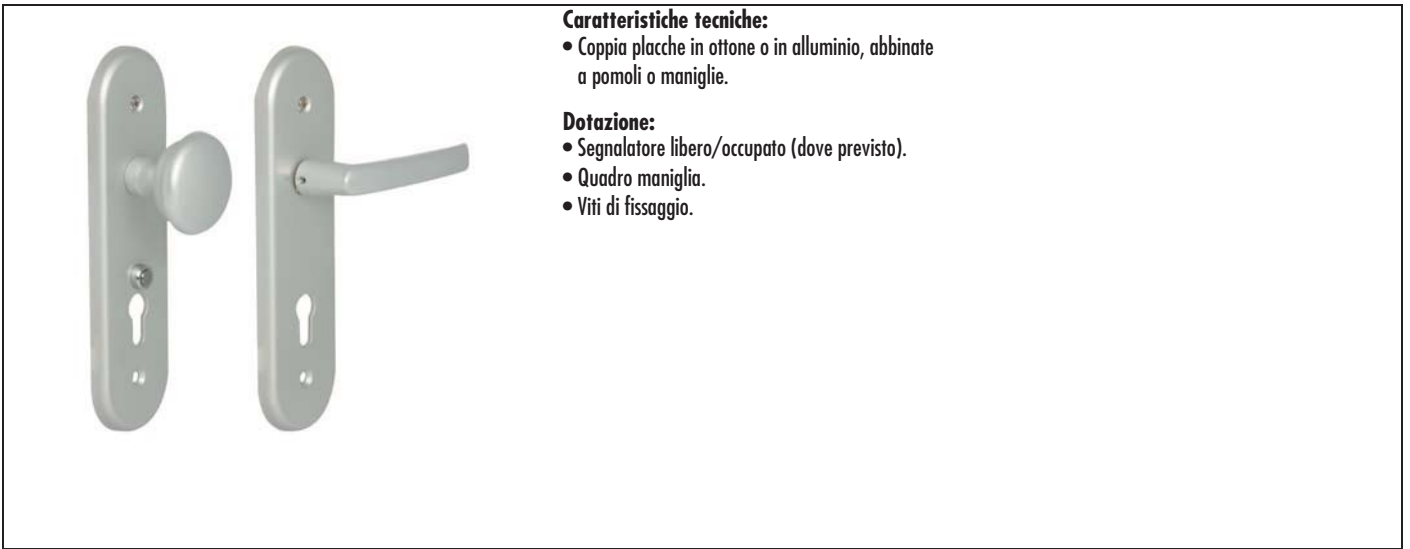 Caratteristiche tecniche:
• Coppia placche in ottone o in alluminio, abbinate
a pomoli o maniglie.
Dotazione:
• Segnalatore libero/occupato (dove previsto).
• Quadro maniglia.
• Viti di fissaggio.